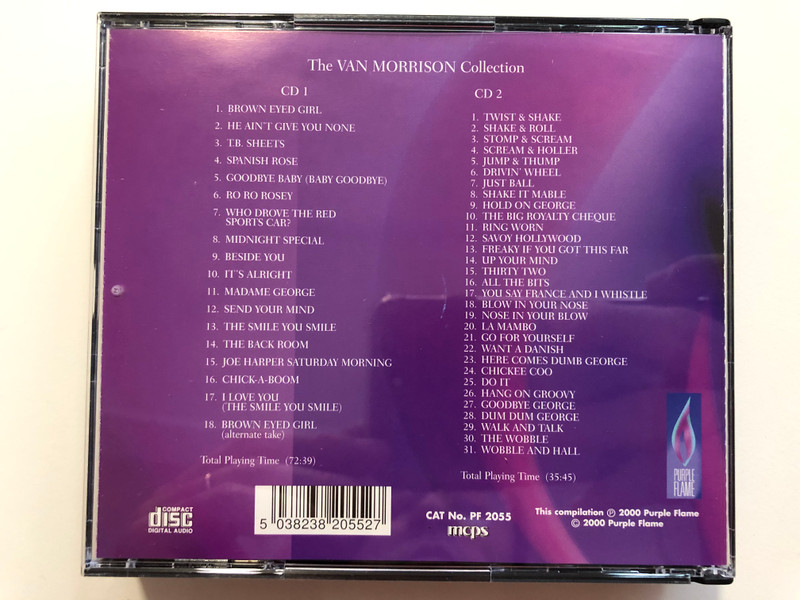 The VAN MORRISON Collection
CD 1
1. BROWN EYED GIRL
2. HE AIN'T GIVE YOU NONE
3. T.B. SHEETS
4. SPANISH ROSE
5. GOODBYE BABY (BABY GOODBYE)
6. RO RO ROSEY
7. WHO DROVE THE RED
SPORTS CAR?
8. MIDNIGHT SPECIAL
9. BESIDE YOU
10. IT'S ALRIGHT
11. MADAME GEORGE
12. SEND YOUR MIND
13. THE SMILE YOU SMILE
14. THE BACK ROOM
15. JOE HARPER SATURDAY MORNING
16. CHICK-A-BOOM
17. I LOVE YOU
(THE SMILE YOU SMILE)
18. BROWN EYED GIRL
(alternate take)
Total Playing Time (72:39)
CD 2
1. TWIST & SHAKE
2. SHAKE & ROLL
3. STOMP & SCREAM
4. SCREAM & HOLLER
5. JUMP & THUMP
6. DRIVIN' WHEEL
7. JUST BALL
8. SHAKE IT MABLE
9. HOLD ON GEORGE
10. THE BIG ROYALTY CHEQUE
11. RING WORN
12. SAVOY HOLLYWOOD
13. FREAKY IF YOU GOT THIS FAR
14. UP YOUR MIND
15. THIRTY TWO
16. ALL THE BITS
17. YOU SAY FRANCE AND I WHISTLE
18. BLOW IN YOUR NOSE
19. NOSE IN YOUR BLOW
20. LA MAMBO
21. GO FOR YOURSELF
22. WANT A DANISH
23. HERE COMES DUMB GEORGE
24. CHICKEE COO
25. DO IT
26. HANG ON GROOVY
27. GOODBYE GEORGE
28. DUM DUM GEORGE
29. WALK AND TALK
30. THE WOBBLE
31. WOBBLE AND HALL
Total Playing Time (35:45)
PURPLE
FLAME
COMPACT
disc
DIGITAL AUDIO
5 038238 205527
CAT No. PF 2055
mcps
This compilation ℗ 2000 Purple Flame
© 2000 Purple Flame